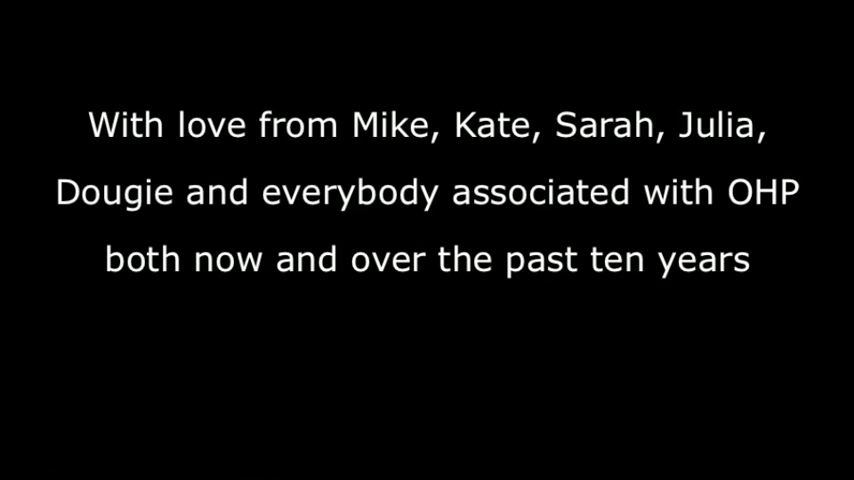 With love from Mike, Kate, Sarah, Julia,
Dougie and everybody associated with OHP
both now and over the past ten years